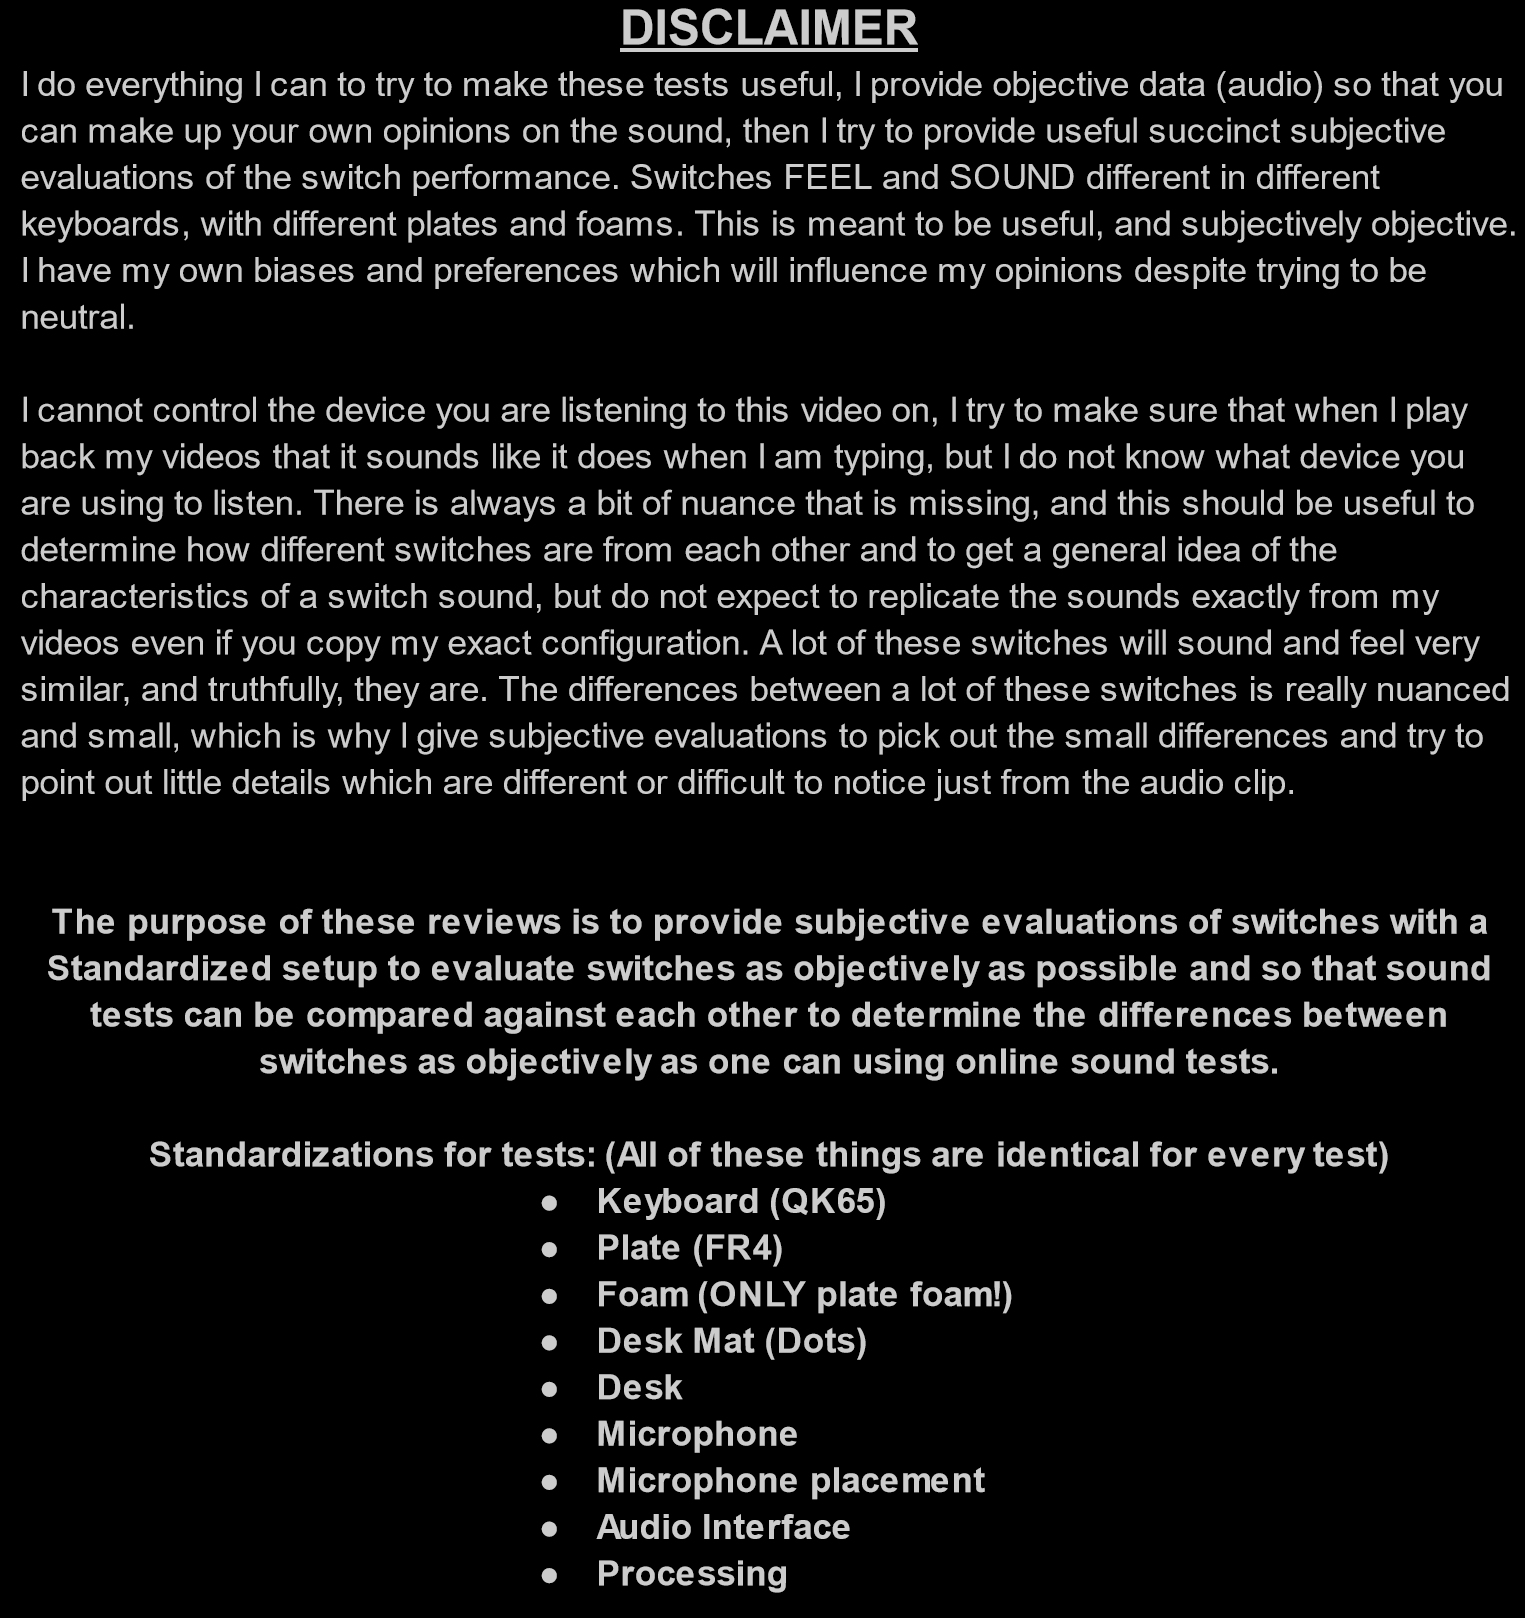 DISCLAIMER
I do everything I can to try to make these tests useful, I provide objective data (audio) so that you
can make up your own opinions on the sound, then I try to provide useful succinct subjective
evaluations of the switch performance. Switches FEEL and SOUND different in different
keyboards, with different plates and foams. This is meant to be useful, and subjectively objective.
I have my own biases and preferences which will influence my opinions despite trying to be
neutral.
I cannot control the device you are listening to this video on, I try to make sure that when I play
back my videos that it sounds like it does when I am typing, but I do not know what device you
are using to listen. There is always a bit of nuance that is missing, and this should be useful to
determine how different switches are from each other and to get a general idea of the
characteristics of a switch sound, but do not expect to replicate the sounds exactly from my
videos even if you copy my exact configuration. A lot of these switches will sound and feel very
similar, and truthfully, they are. The differences between a lot of these switches is really nuanced
and small, which is why I give subjective evaluations to pick out the small differences and try to
point out little details which are different or difficult to notice just from the audio clip.
The purpose of these reviews is to provide subjective evaluations of switches with a
Standardized setup to evaluate switches as objectively as possible and so that sound
tests can be compared against each other to determine the differences between
switches as objectively as one can using online sound tests.
Standardizations for tests: (All of these things are identical for every test)
● Keyboard (QK65)
● Plate (FR4)
● Foam (ONLY plate foam!)
● Desk Mat (Dots)
● Desk
● Microphone
● Microphone placement
● Audio Interface
● Processing